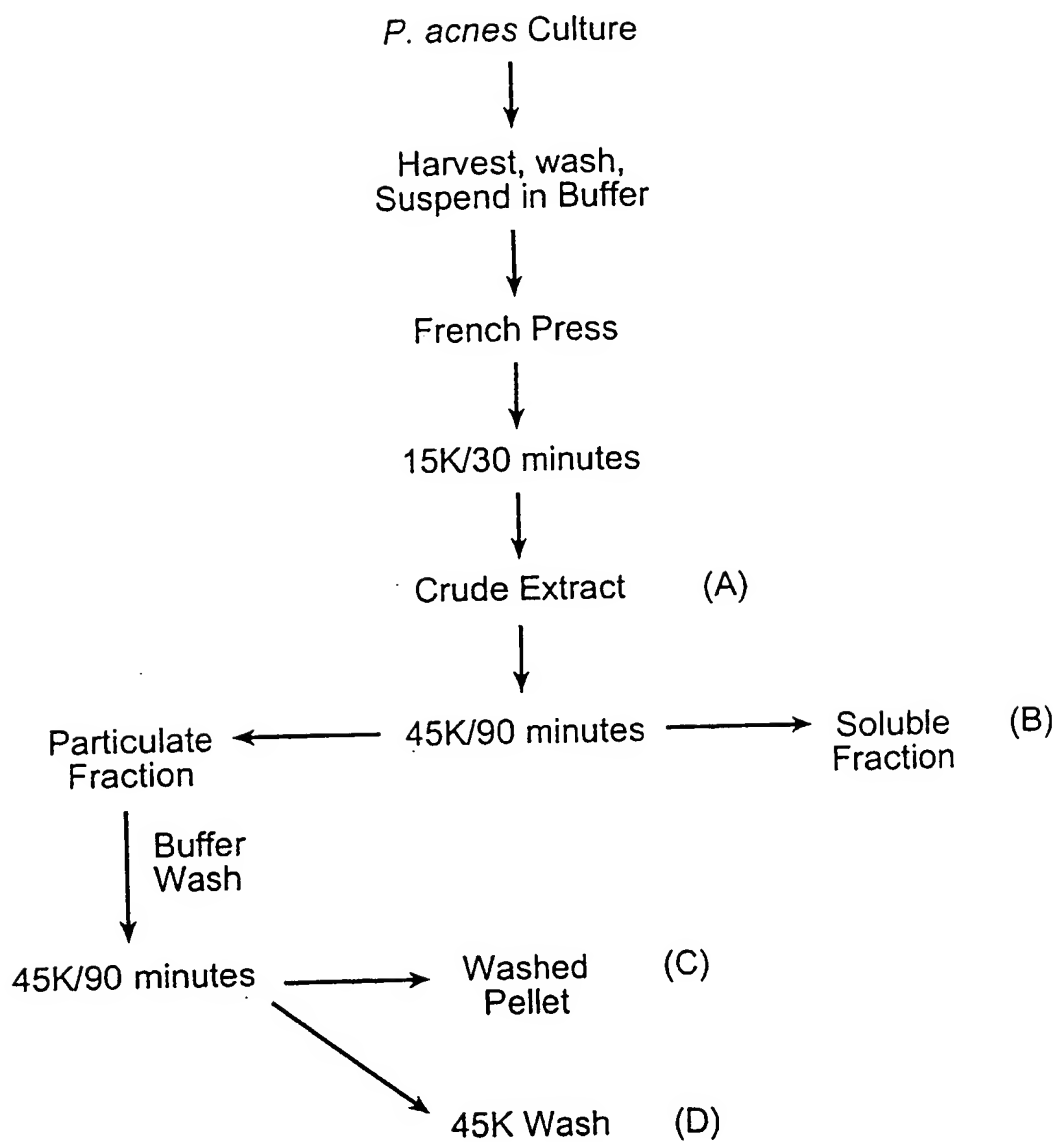 P. acnes Culture
Harvest, wash,
Suspend in Buffer
French Press
15K/30 minutes
Crude Extract (A)
Particulate
Fraction
45K/90 minutes
Soluble
Fraction
(B)
Buffer
Wash
45K/90 minutes
Washed
Pellet
(C)
45K Wash (D)